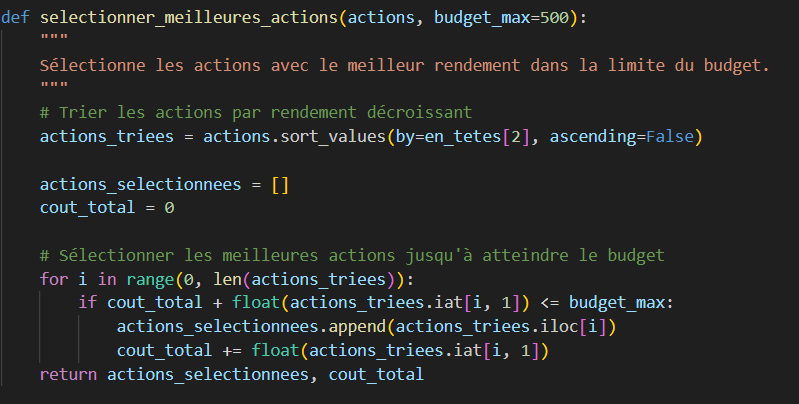 def selectionner_meilleures_actions(actions, budget_max=500):
    """
    Sélectionne les actions avec le meilleur rendement dans la limite du budget.
    """
    # Trier les actions par rendement décroissant
    actions_triees = actions.sort_values(by=en_tetes[2], ascending=False)

    actions_selectionnees = []
    cout_total = 0

    # Sélectionner les meilleures actions jusqu'à atteindre le budget
    for i in range(0, len(actions_triees)):
        if cout_total + float(actions_triees.iat[i, 1]) <= budget_max:
            actions_selectionnees.append(actions_triees.iloc[i])
            cout_total += float(actions_triees.iat[i, 1])
    return actions_selectionnees, cout_total